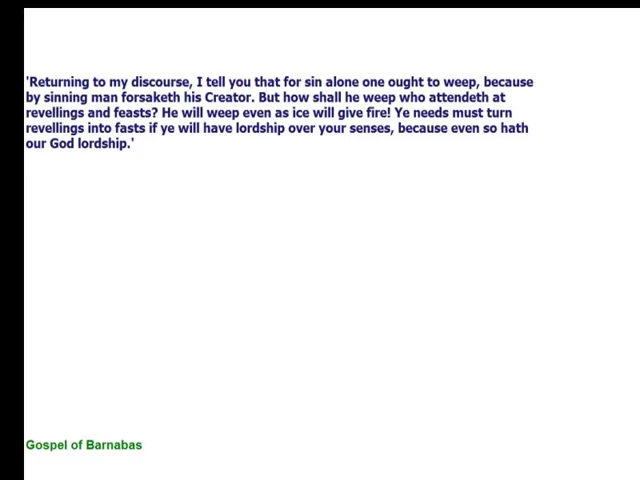 'Returning to my discourse, I tell you that for sin alone one ought to weep, because
by sinning man forsaketh his Creator. But how shall he weep who attendeth at
revellings and feasts? He will weep even as ice will give fire! Ye needs must turn
revellings into fasts if ye will have lordship over your senses, because even so hath
our God lordship.'
Gospel of Barnabas